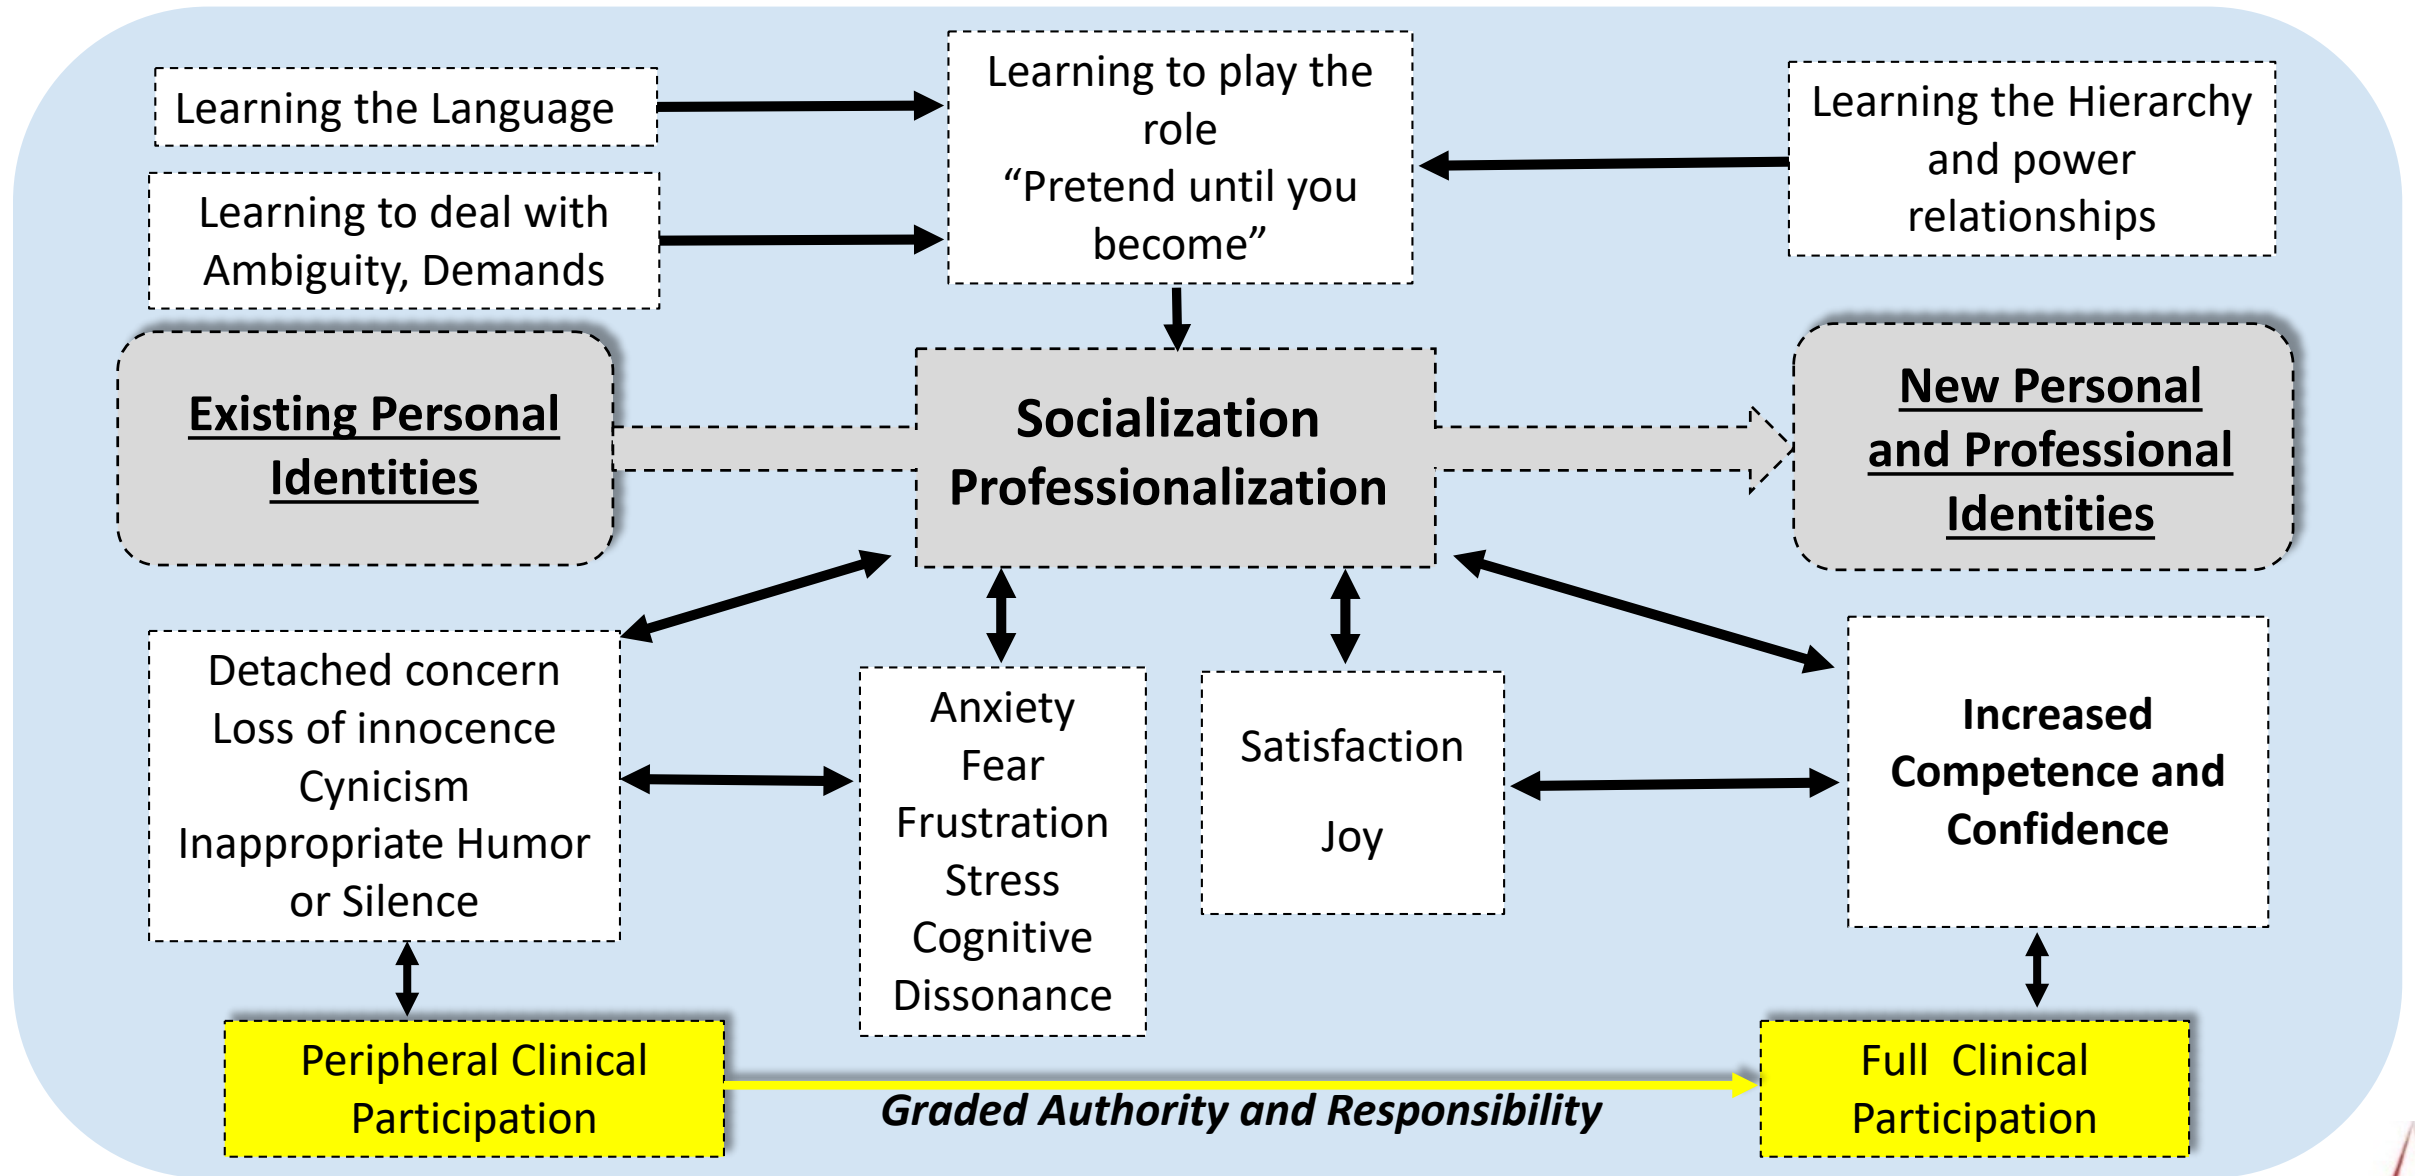 Learning the Language
Learning to deal with
Ambiguity, Demands
Learning to play the
role
“Pretend until you
become”
Learning the Hierarchy
and power
relationships
Existing Personal
Identities
Socialization
Professionalization
New Personal
and Professional
Identities
Detached concern
Loss of innocence
Cynicism
Inappropriate Humor
or Silence
Anxiety
Fear
Frustration
Stress
Cognitive
Dissonance
Satisfaction
Joy
Increased
Competence and
Confidence
Peripheral Clinical
Participation
Graded Authority and Responsibility
Full Clinical
Participation